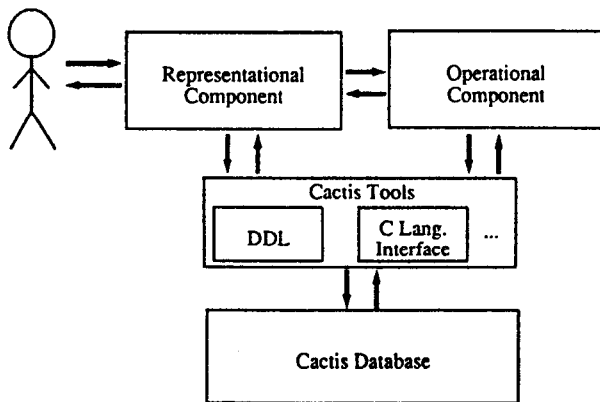 Representational
Component
Operational
Component
Cactis Tools
DDL
C Lang.
Interface
...
Cactis Database